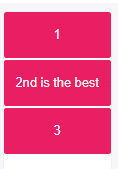 1
2nd is the best
3